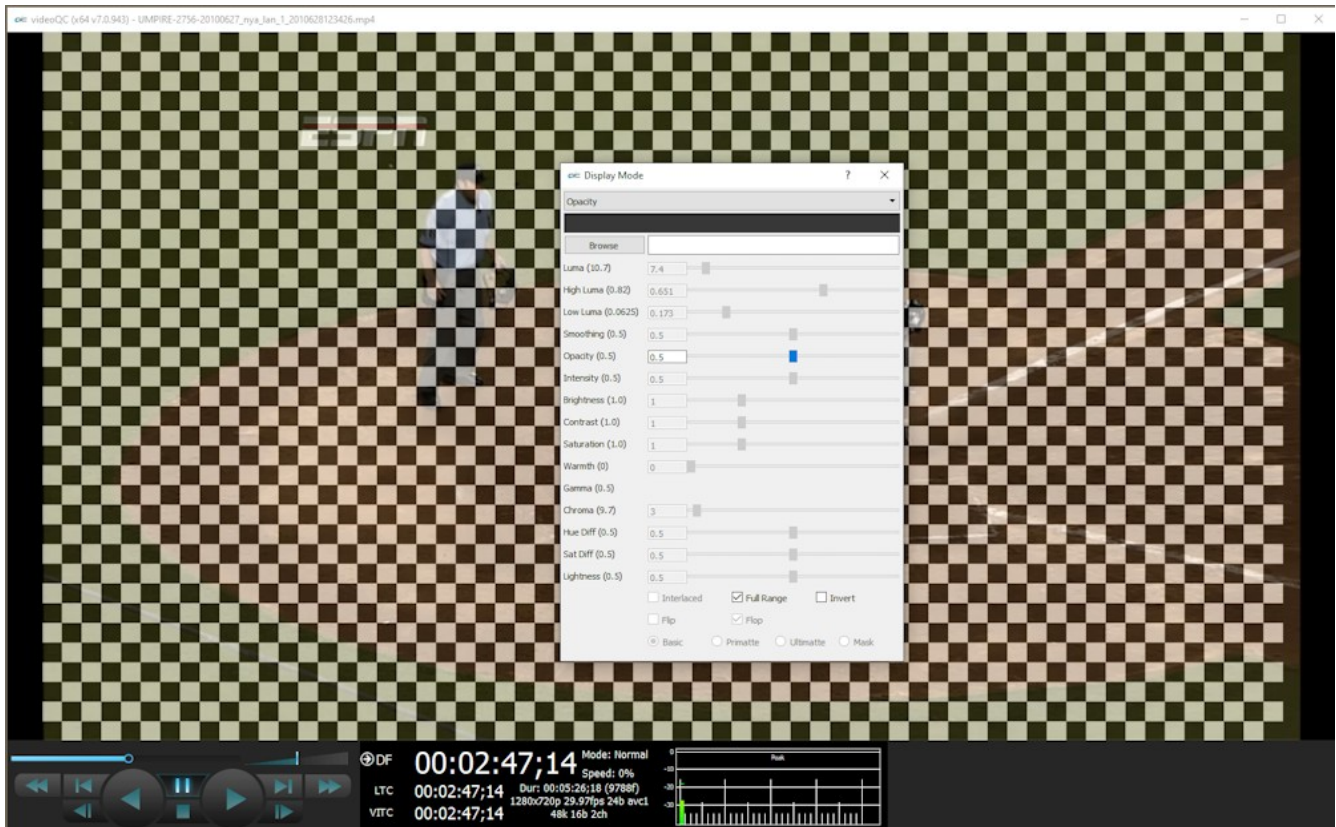 videoQC (x64 v7.0.943) - UMPIRE-2756-20100627_nya_lan_1_2010628123426.mp4
ESPN
Display Mode
Opacity
Browse
Luma (10.7) 7.4
High Luma (0.82) 0.651
Low Luma (0.0625) 0.173
Smoothing (0.5) 0.5
Opacity (0.5) 0.5
Intensity (0.5) 0.5
Brightness (1.0) 1
Contrast (1.0) 1
Saturation (1.0) 1
Warmth (0) 0
Gamma (0.5)
Chroma (9.7) 3
Hue Diff (0.5) 0.5
Sat Diff (0.5) 0.5
Lightness (0.5) 0.5
Interlaced Full Range Invert
Flip Flop
Basic Primatte Ultimatte Mask
DF 00:02:47;14 Mode: Normal
Speed: 0%
LTC 00:02:47;14 Dur: 00:05:26;18 (9788f)
1280x720p 29.97fps 24b avc1
VITC 00:02:47;14 48k 16b 2ch
Peak
0
-10
-20
-30